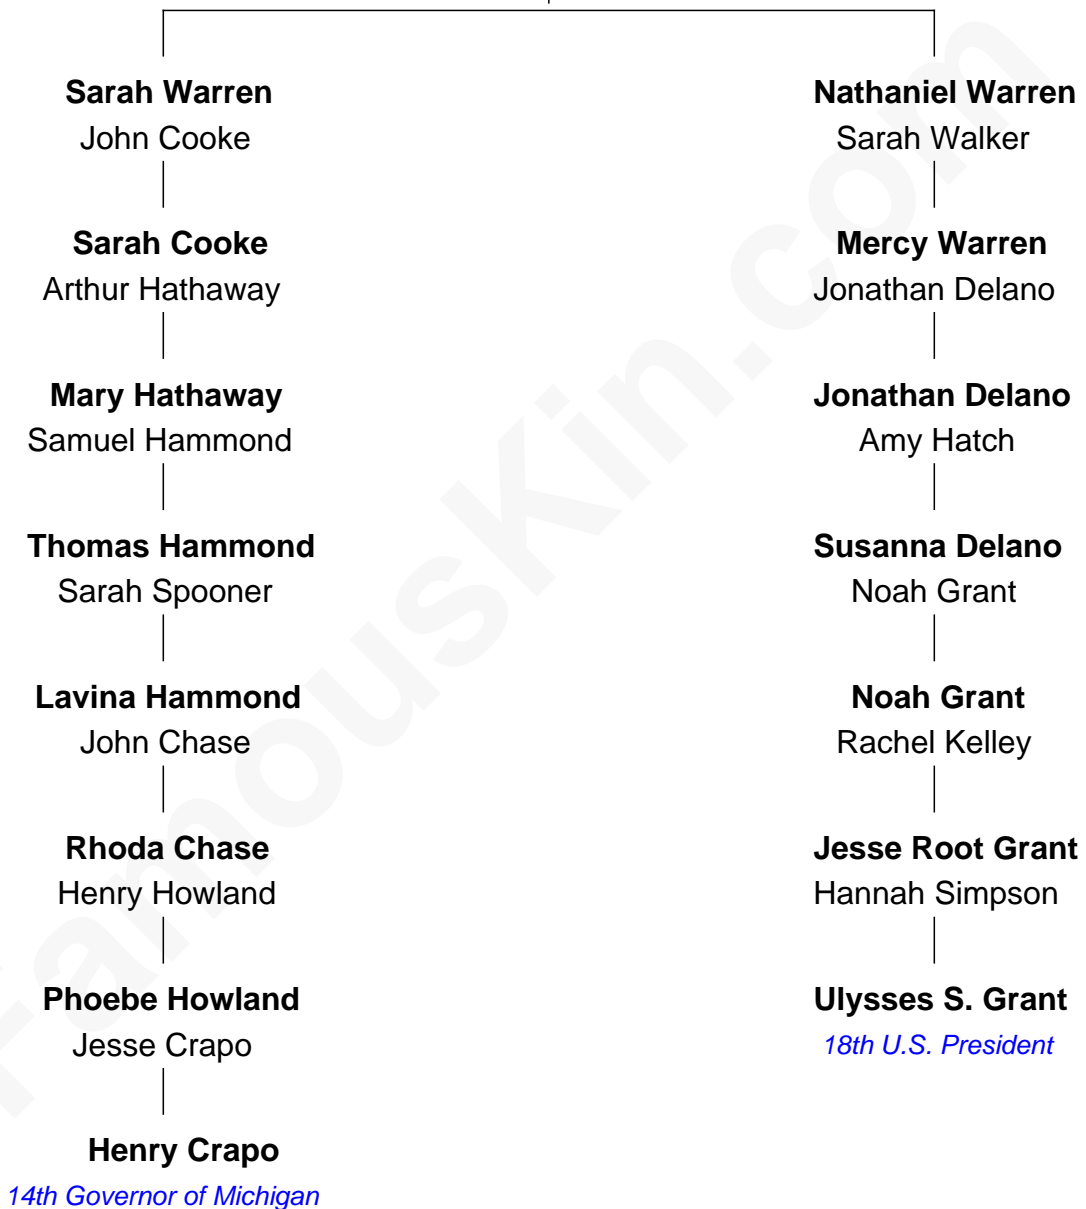 Sarah Warren
John Cooke
Sarah Cooke
Arthur Hathaway
Mary Hathaway
Samuel Hammond
Thomas Hammond
Sarah Spooner
Lavina Hammond
John Chase
Rhoda Chase
Henry Howland
Phoebe Howland
Jesse Crapo
Henry Crapo
14th Governor of Michigan
Nathaniel Warren
Sarah Walker
Mercy Warren
Jonathan Delano
Jonathan Delano
Amy Hatch
Susanna Delano
Noah Grant
Noah Grant
Rachel Kelley
Jesse Root Grant
Hannah Simpson
Ulysses S. Grant
18th U.S. President
FamousKin.com